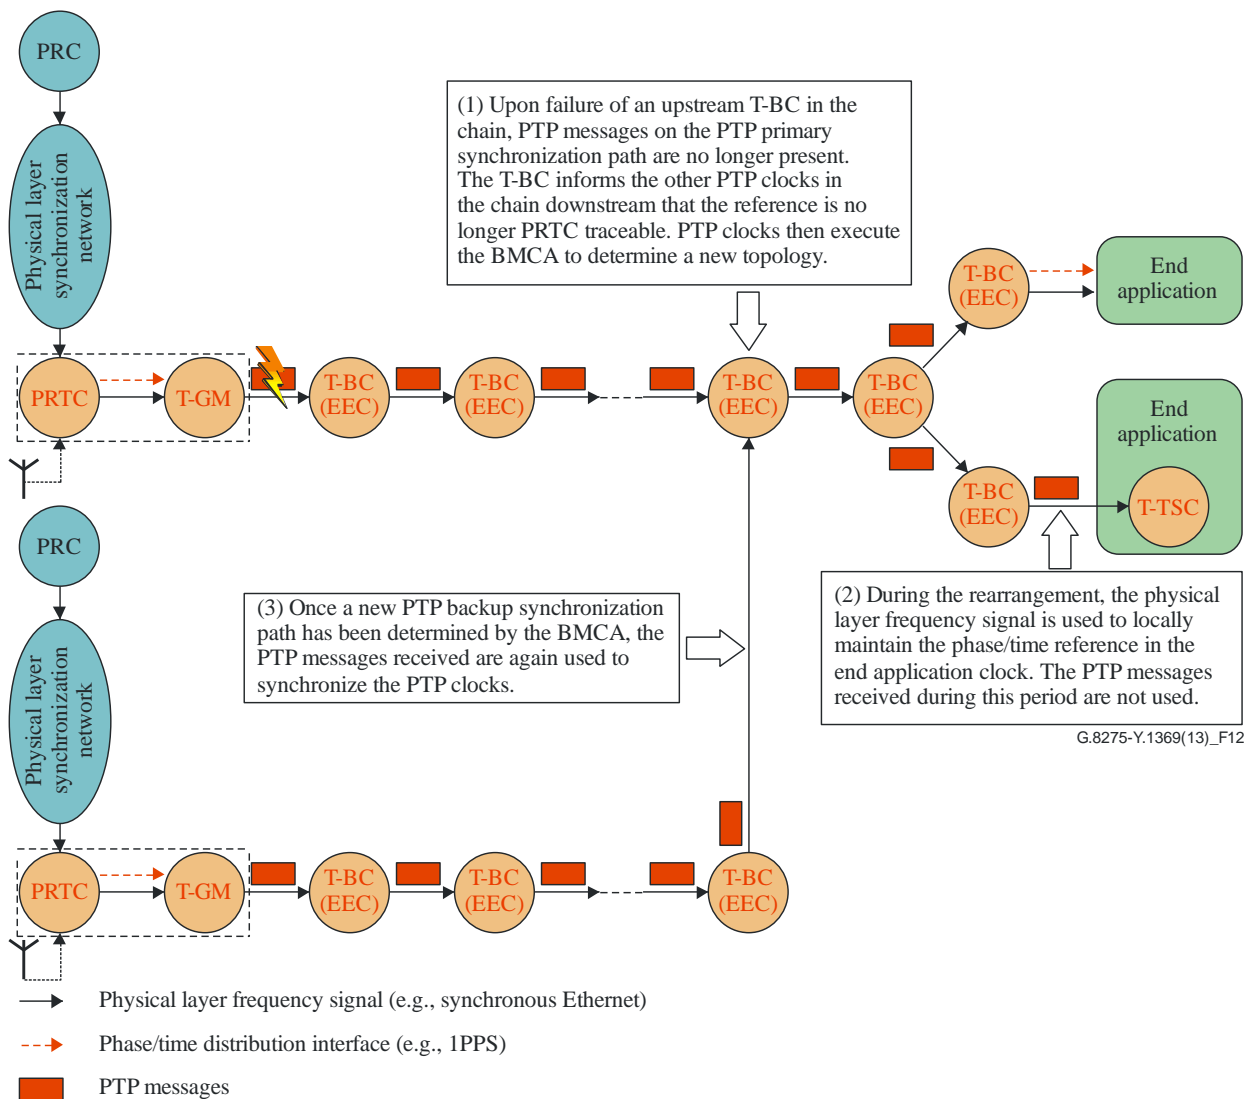 PRC
Physical layer
synchronization
network
(1) Upon failure of an upstream T-BC in the
chain, PTP messages on the PTP primary
synchronization path are no longer present.
The T-BC informs the other PTP clocks in
the chain downstream that the reference is no
longer PRTC traceable. PTP clocks then execute
the BMCA to determine a new topology.
T-BC
(EEC)
End
application
PRTC
T-GM
T-BC
(EEC)
T-BC
(EEC)
T-BC
(EEC)
T-BC
(EEC)
End
application
T-BC
(EEC)
T-TSC
PRC
Physical layer
synchronization
network
(3) Once a new PTP backup synchronization
path has been determined by the BMCA, the
PTP messages received are again used to
synchronize the PTP clocks.
(2) During the rearrangement, the physical
layer frequency signal is used to locally
maintain the phase/time reference in the
end application clock. The PTP messages
received during this period are not used.
G.8275-Y.1369(13)_F12
PRTC
T-GM
T-BC
(EEC)
T-BC
(EEC)
T-BC
(EEC)
Physical layer frequency signal (e.g., synchronous Ethernet)
Phase/time distribution interface (e.g., 1PPS)
PTP messages